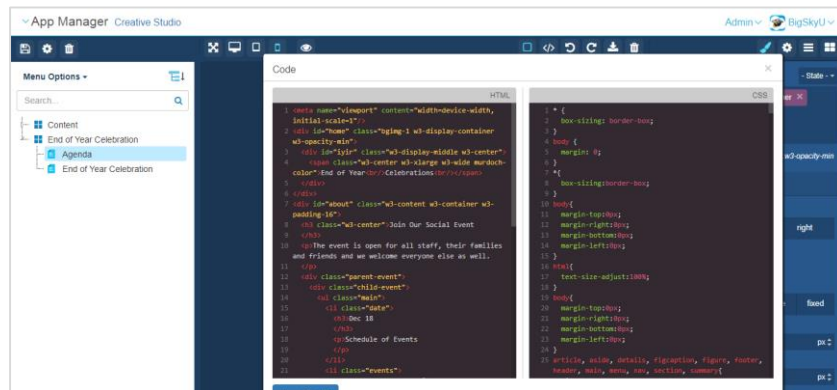 App Manager Creative Studio
Admin
BigSkyU
Menu Options
Search...
Content
End of Year Celebration
Agenda
End of Year Celebration
Code
HTML
1 <meta name="viewport" content="width=device-width,
initial-scale=1"/>
2 <div id="home" class="bgimg-1 w3-display-container
w3-opacity-min">
3 <div id="iyir" class="w3-display-middle w3-center">
4 <span class="w3-center w3-xlarge w3-wide murdoch-
color">End of Year<br/>Celebrations<br/></span>
5 </div>
6 </div>
7 <div id="about" class="w3-content w3-container w3-
padding-16">
8 <h3 class="w3-center">Join Our Social Event
9 </h3>
10 <p>The event is open for all staff, their families
and friends and we welcome everyone else as well.
11 </p>
12 <div class="parent-event">
13 <div class="child-event">
14 <ul class="main">
15 <li class="date">
16 <h3>Dec 18
17 </h3>
18 <p>Schedule of Events
19 </p>
20 </li>
21 <li class="events">
CSS
1 * {
2 box-sizing: border-box;
3 }
4 body {
5 margin: 0;
6 }
7 *{
8 box-sizing:border-box;
9 }
10 body{
11 margin-top:0px;
12 margin-right:0px;
13 margin-bottom:0px;
14 margin-left:0px;
15 }
16 html{
17 text-size-adjust:100%;
18 }
19 body{
20 margin-top:0px;
21 margin-right:0px;
22 margin-bottom:0px;
23 margin-left:0px;
24 }
25 article, aside, details, figcaption, figure, footer,
header, main, menu, nav, section, summary{
- State -
w3-opacity-min
right
fixed
px
px